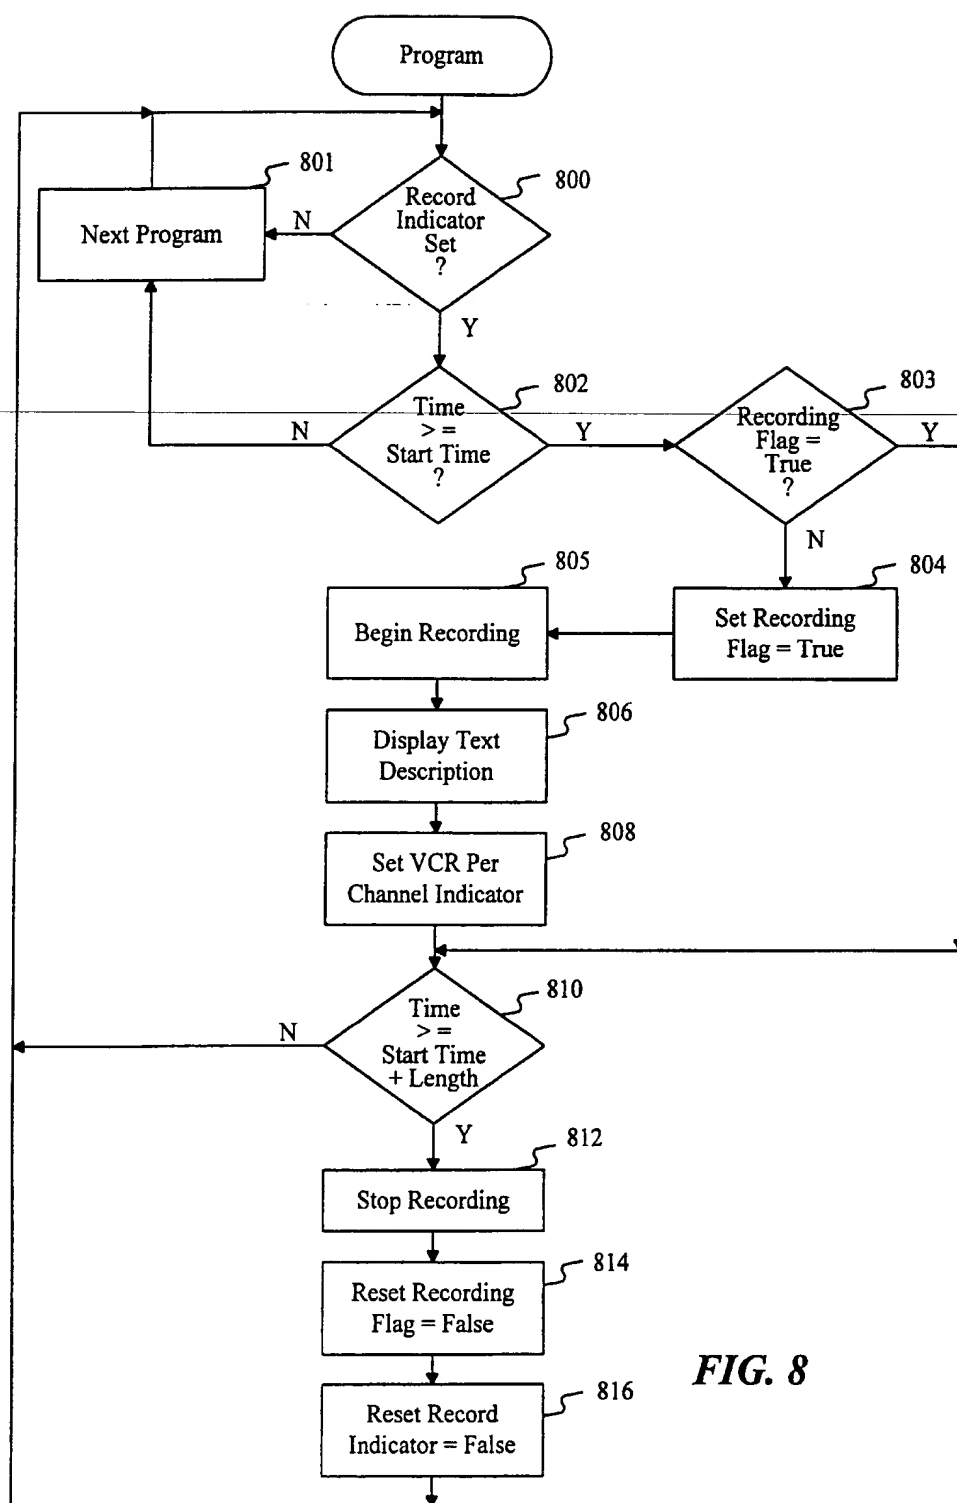 Program
801
800
Record
Indicator
Set
?
N
Next Program
Y
802
803
Time
> =
Start Time
?
N
Y
Recording
Flag =
True
?
Y
N
805
804
Begin Recording
Set Recording
Flag = True
806
Display Text
Description
808
Set VCR Per
Channel Indicator
810
Time
> =
Start Time
+ Length
N
Y
812
Stop Recording
814
Reset Recording
Flag = False
FIG. 8
816
Reset Record
Indicator = False